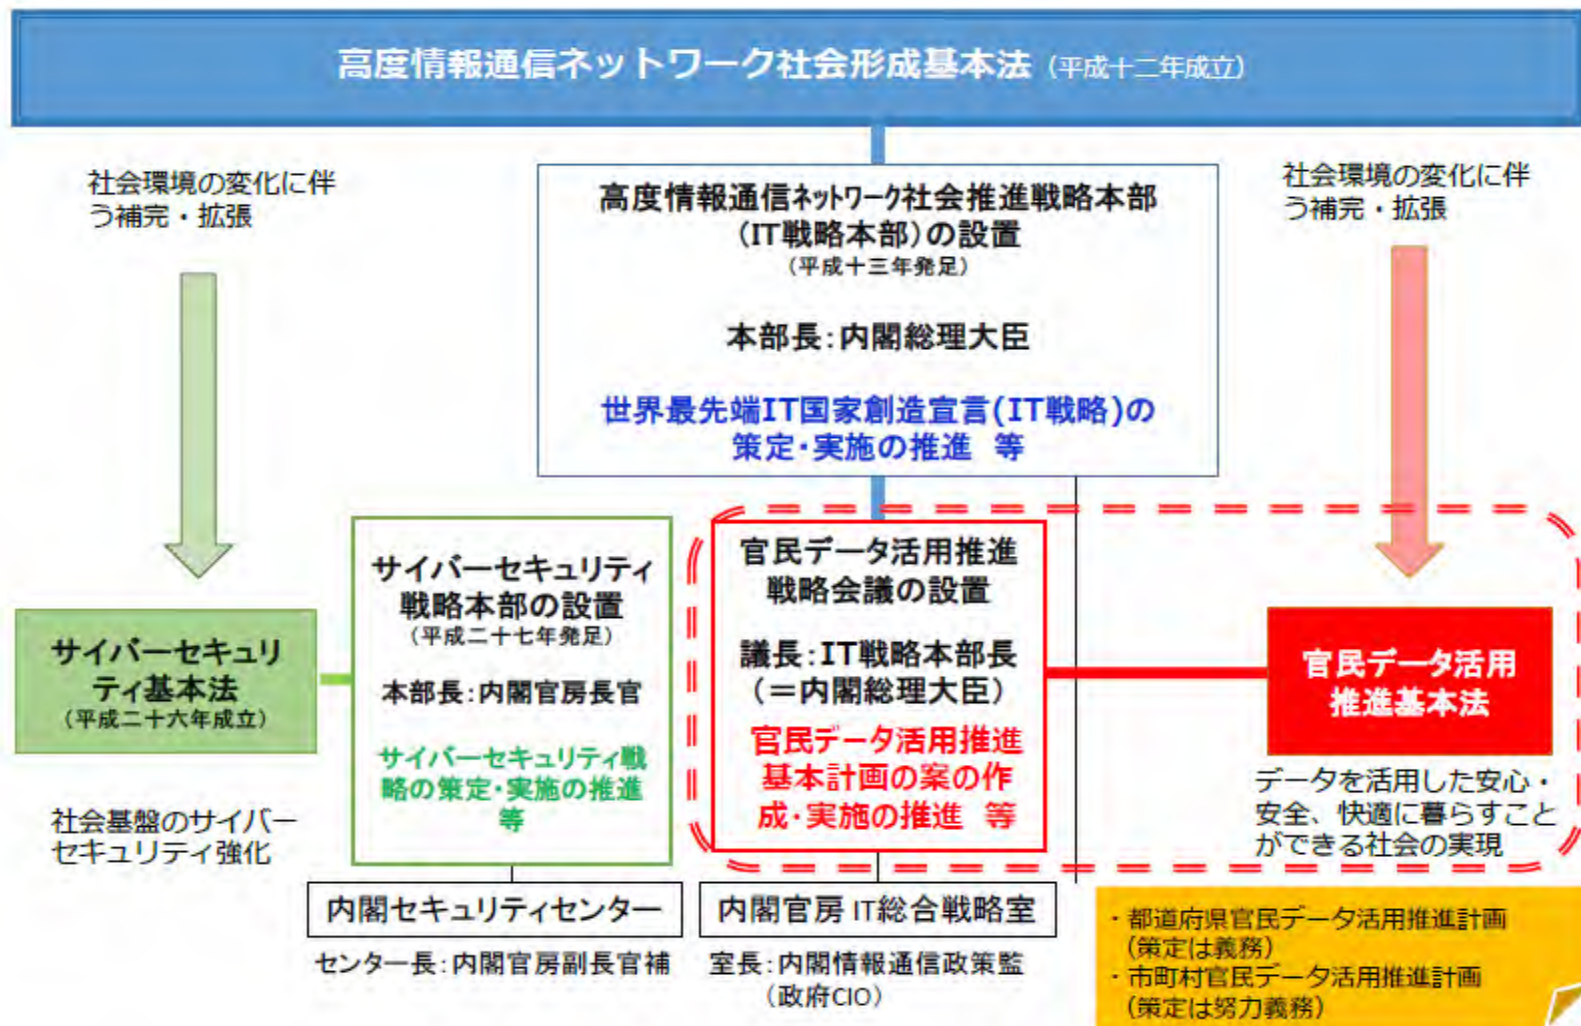 高度情報通信ネットワーク社会形成基本法（平成十二年成立）
社会環境の変化に伴
う補完・拡張
高度情報通信ネットワーク社会推進戦略本部
（IT戦略本部）の設置
（平成十三年発足）
本部長：内閣総理大臣
世界最先端IT国家創造宣言(IT戦略)の
策定・実施の推進 等
社会環境の変化に伴
う補完・拡張
サイバーセキュリ
ティ基本法
（平成二十六年成立）
社会基盤のサイバー
セキュリティ強化
サイバーセキュリティ
戦略本部の設置
（平成二十七年発足）
本部長：内閣官房長官
サイバーセキュリティ戦
略の策定・実施の推進
等
官民データ活用推進
戦略会議の設置
議長：IT戦略本部長
（＝内閣総理大臣）
官民データ活用推進
基本計画の案の作
成・実施の推進 等
官民データ活用
推進基本法
データを活用した安心・
安全、快適に暮らすこと
ができる社会の実現
内閣セキュリティセンター
センター長：内閣官房副長官補
内閣官房 IT総合戦略室
室長：内閣情報通信政策監
（政府CIO）
・都道府県官民データ活用推進計画
（策定は義務）
・市町村官民データ活用推進計画
（策定は努力義務）